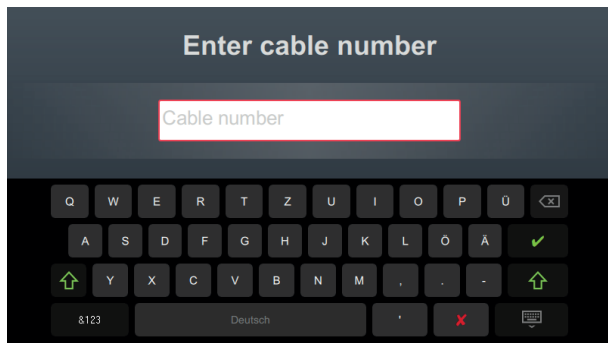 Enter cable number
Cable number
Q W E R T Z U I O P Ü
A S D F G H J K L Ö Ä
Y X C V B N M , . -
&123 Deutsch '